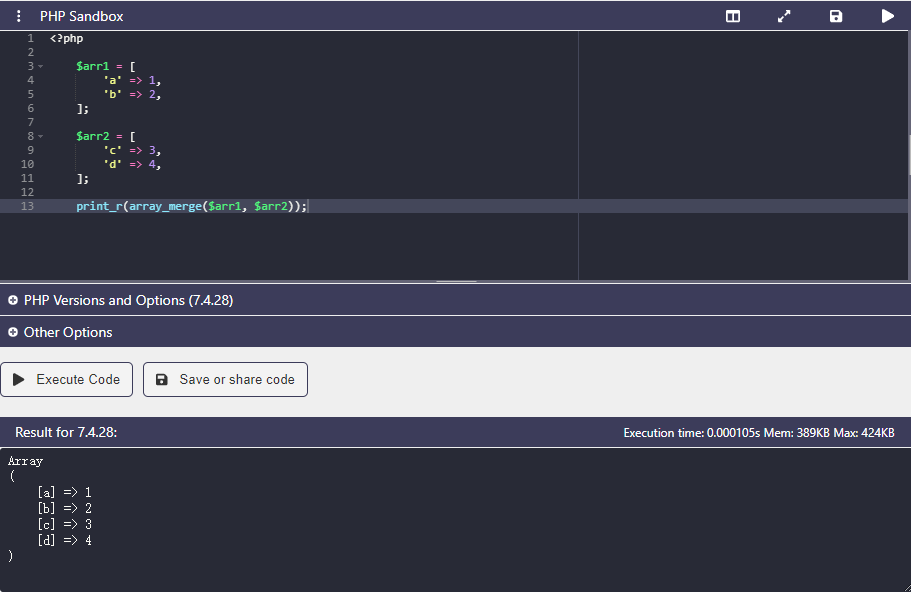 PHP Sandbox
1 <?php
2
3 $arr1 = [
4 'a' => 1,
5 'b' => 2,
6 ];
7
8 $arr2 = [
9 'c' => 3,
10 'd' => 4,
11 ];
12
13 print_r(array_merge($arr1, $arr2));
PHP Versions and Options (7.4.28)
Other Options
Execute Code Save or share code
Result for 7.4.28: Execution time: 0.000105s Mem: 389KB Max: 424KB
Array
(
[a] => 1
[b] => 2
[c] => 3
[d] => 4
)